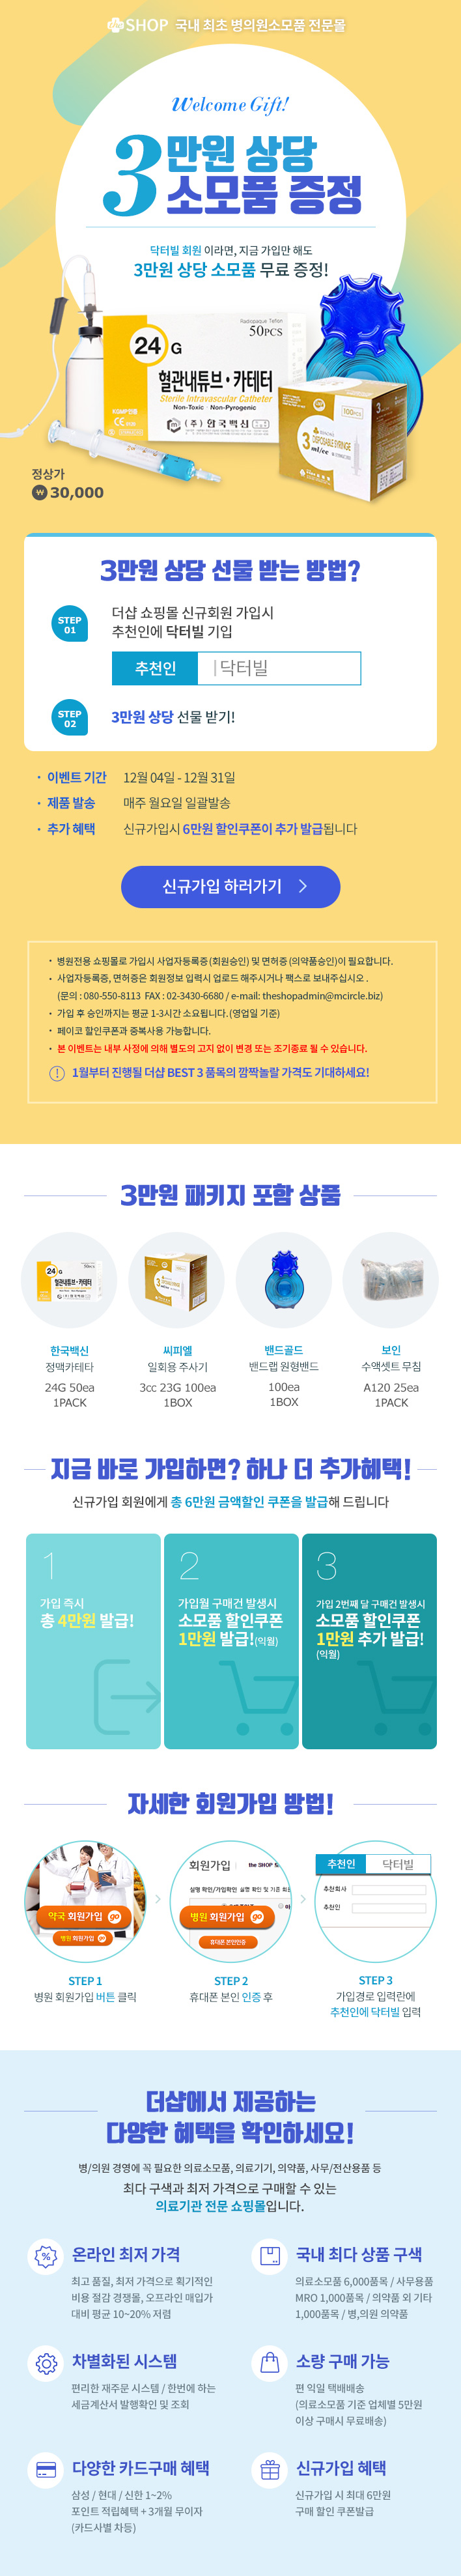 the SHOP 국내 최초 병의원소모품 전문몰
Welcome Gift!
3만원 상당
소모품 증정
닥터빌 회원 이라면, 지금 가입만 해도
3만원 상당 소모품 무료 증정!
Radiopaque Teflon
50PCS
24 G
혈관내튜브·카테터
Sterile Intravascular Catheter
Non-Toxic · Non-Pyrogenic
KGMP인증
(주) 한국백신
100PCS
3 DISPOSABLE SYRINGE
ml/cc
정상가
₩ 30,000
3만원 상당 선물 받는 방법?
STEP 01
더샵 쇼핑몰 신규회원 가입시
추천인에 닥터빌 기입
추천인 닥터빌
STEP 02
3만원 상당 선물 받기!
· 이벤트 기간 12월 04일 - 12월 31일
· 제품 발송 매주 월요일 일괄발송
· 추가 혜택 신규가입시 6만원 할인쿠폰이 추가 발급됩니다
신규가입 하러가기 >
· 병원전용 쇼핑몰로 가입시 사업자등록증(회원승인) 및 면허증(의약품승인)이 필요합니다.
· 사업자등록증, 면허증은 회원정보 입력시 업로드 해주시거나 팩스로 보내주십시오 .
(문의 : 080-550-8113 FAX : 02-3430-6680 / e-mail: theshopadmin@mcircle.biz)
· 가입 후 승인까지는 평균 1-3시간 소요됩니다.(영업일 기준)
· 페이코 할인쿠폰과 중복사용 가능합니다.
· 본 이벤트는 내부 사정에 의해 별도의 고지 없이 변경 또는 조기종료 될 수 있습니다.
! 1월부터 진행될 더샵 BEST 3 품목의 깜짝놀랄 가격도 기대하세요!
3만원 패키지 포함 상품
한국백신
정맥카테타
24G 50ea
1PACK
씨피엘
일회용 주사기
3cc 23G 100ea
1BOX
밴드골드
밴드랩 원형밴드
100ea
1BOX
보인
수액셋트 무침
A120 25ea
1PACK
지금 바로 가입하면? 하나 더 추가혜택!
신규가입 회원에게 총 6만원 금액할인 쿠폰을 발급해 드립니다
1
가입 즉시
총 4만원 발급!
2
가입월 구매건 발생시
소모품 할인쿠폰
1만원 발급!(익월)
3
가입 2번째 달 구매건 발생시
소모품 할인쿠폰
1만원 추가 발급!
(익월)
자세한 회원가입 방법!
약국 회원가입 go
병원 회원가입 go
STEP 1
병원 회원가입 버튼 클릭
회원가입 the SHOP
병원 회원가입 go
휴대폰 본인인증
STEP 2
휴대폰 본인 인증 후
추천인 닥터빌
추천회사
추천인
STEP 3
가입경로 입력란에
추천인에 닥터빌 입력
더샵에서 제공하는
다양한 혜택을 확인하세요!
병/의원 경영에 꼭 필요한 의료소모품, 의료기기, 의약품, 사무/전산용품 등
최다 구색과 최저 가격으로 구매할 수 있는
의료기관 전문 쇼핑몰입니다.
온라인 최저 가격
최고 품질, 최저 가격으로 획기적인
비용 절감 경쟁몰, 오프라인 매입가
대비 평균 10~20% 저렴
국내 최다 상품 구색
의료소모품 6,000품목 / 사무용품
MRO 1,000품목 / 의약품 외 기타
1,000품목 / 병,의원 의약품
차별화된 시스템
편리한 재주문 시스템 / 한번에 하는
세금계산서 발행확인 및 조회
소량 구매 가능
편 익일 택배배송
(의료소모품 기준 업체별 5만원
이상 구매시 무료배송)
다양한 카드구매 혜택
삼성 / 현대 / 신한 1~2%
포인트 적립혜택 + 3개월 무이자
(카드사별 차등)
신규가입 혜택
신규가입 시 최대 6만원
구매 할인 쿠폰발급